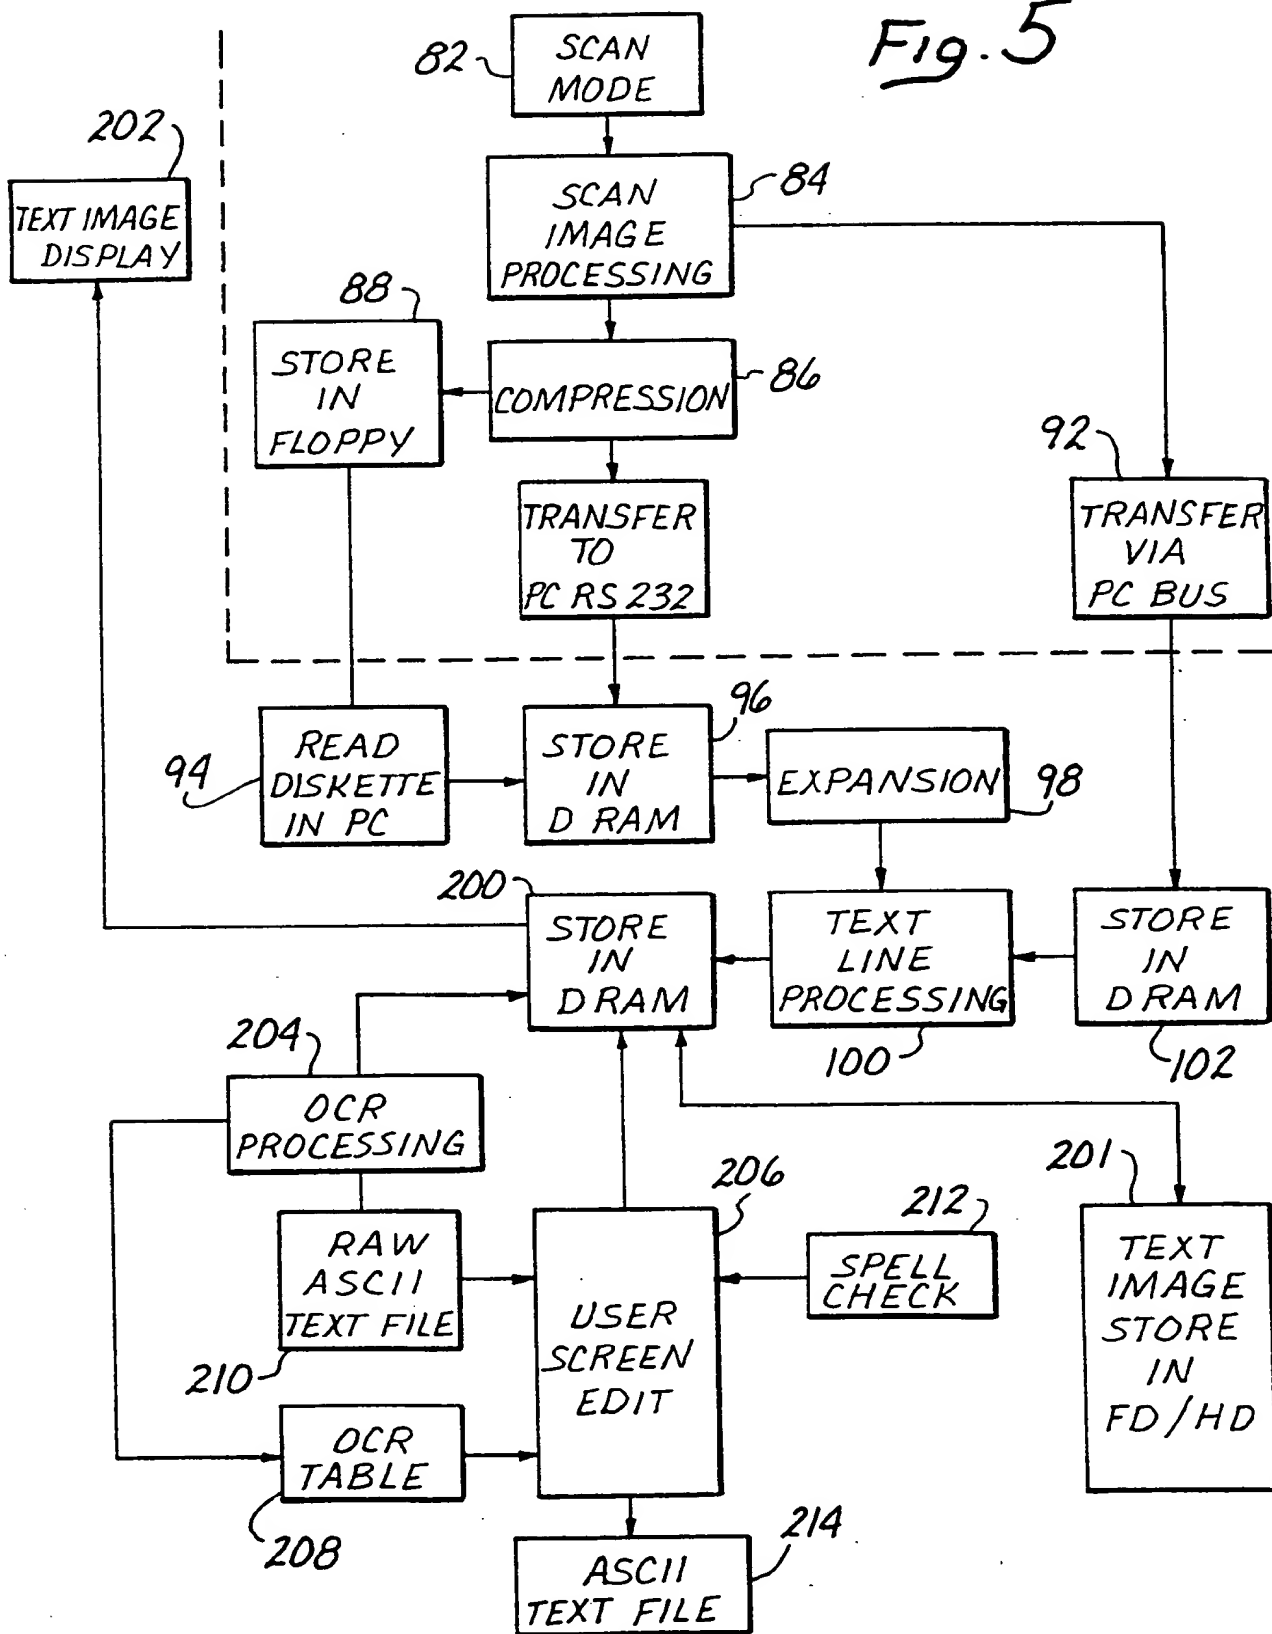 Fig. 5
82
SCAN
MODE
202
TEXT IMAGE
DISPLAY
84
SCAN
IMAGE
PROCESSING
88
STORE
IN
FLOPPY
COMPRESSION
86
92
TRANSFER
TO
PC RS 232
TRANSFER
VIA
PC BUS
94
READ
DISKETTE
IN PC
96
STORE
IN
D RAM
EXPANSION
98
200
STORE
IN
DRAM
TEXT
LINE
PROCESSING
100
STORE
IN
D RAM
102
204
OCR
PROCESSING
206
212
201
RAW
ASCII
TEXT FILE
210
USER
SCREEN
EDIT
SPELL
CHECK
TEXT
IMAGE
STORE
IN
FD/HD
OCR
TABLE
208
214
ASCII
TEXT FILE